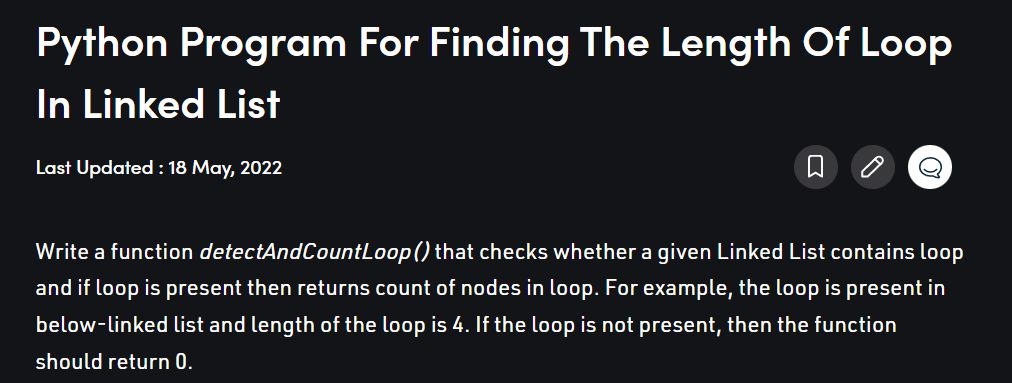 Python Program For Finding The Length Of Loop
In Linked List
Last Updated : 18 May, 2022
Write a function detectAndCountLoop() that checks whether a given Linked List contains loop
and if loop is present then returns count of nodes in loop. For example, the loop is present in
below-linked list and length of the loop is 4. If the loop is not present, then the function
should return 0.